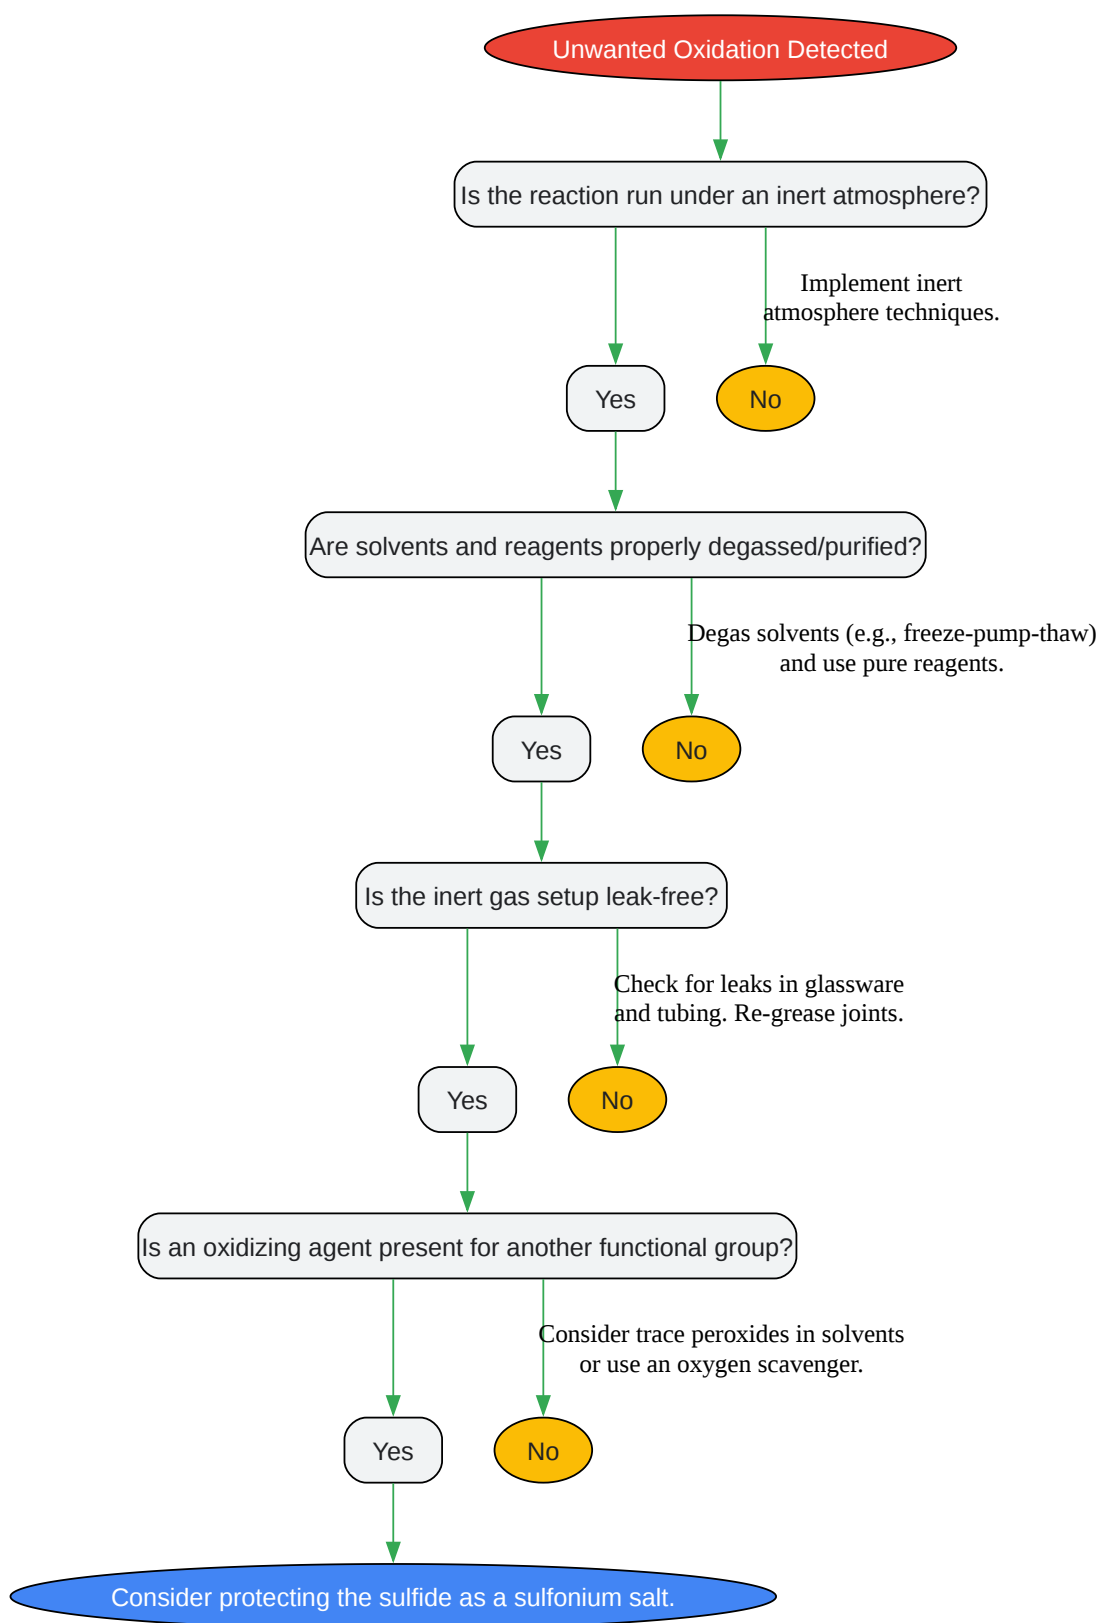 Unwanted Oxidation Detected
Is the reaction run under an inert atmosphere?
Implement inert
atmosphere techniques.
Yes
No
Are solvents and reagents properly degassed/purified?
Degas solvents (e.g., freeze-pump-thaw)
and use pure reagents.
Yes
No
Is the inert gas setup leak-free?
Check for leaks in glassware
and tubing. Re-grease joints.
Yes
No
Is an oxidizing agent present for another functional group?
Consider trace peroxides in solvents
or use an oxygen scavenger.
Yes
No
Consider protecting the sulfide as a sulfonium salt.